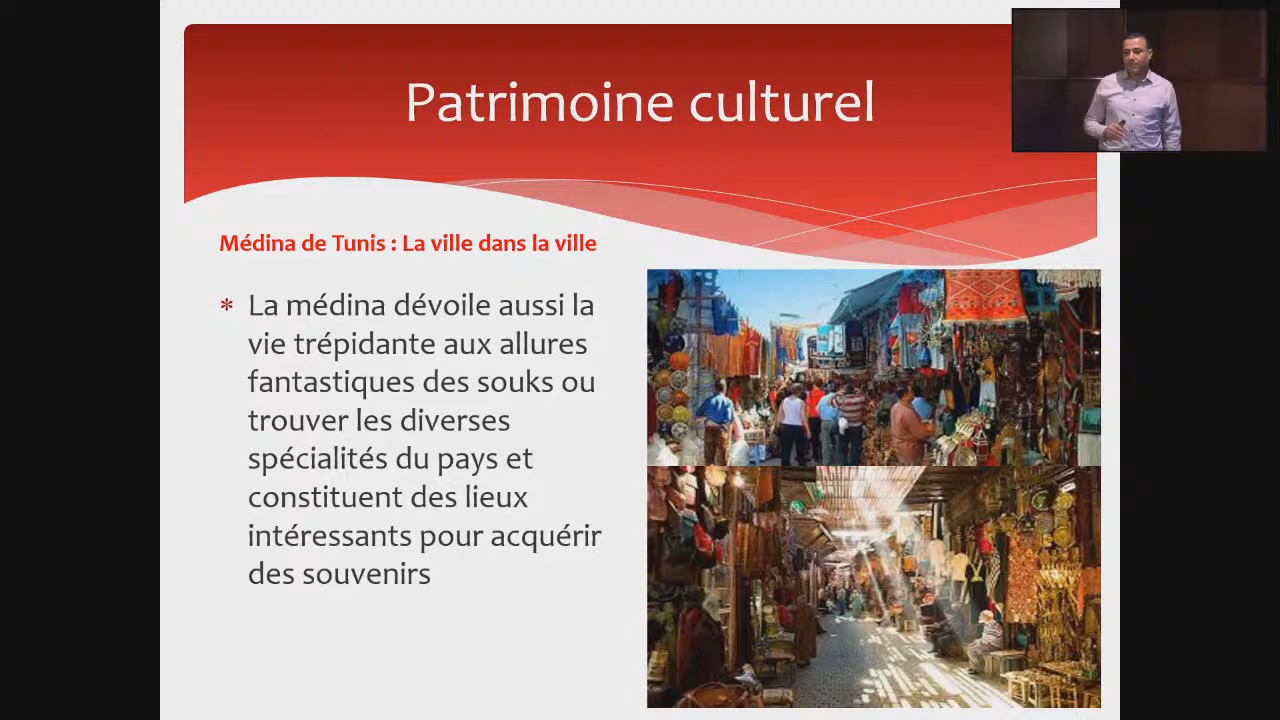 Patrimoine culturel
Médina de Tunis : La ville dans la ville
* La médina dévoile aussi la
vie trépidante aux allures
fantastiques des souks ou
trouver les diverses
spécialités du pays et
constituent des lieux
intéressants pour acquérir
des souvenirs